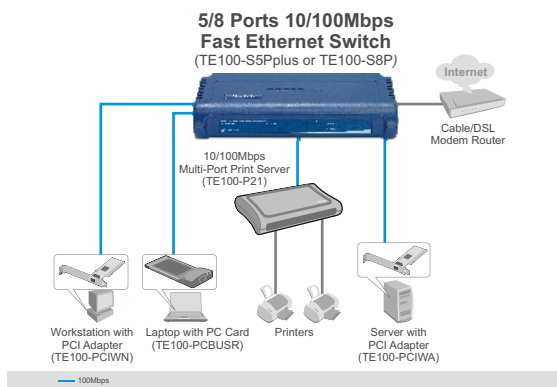 5/8 Ports 10/100Mbps
Fast Ethernet Switch
(TE100-S5Pplus or TE100-S8P)
Internet
Cable/DSL
Modem Router
10/100Mbps
Multi-Port Print Server
(TE100-P21)
Workstation with
PCI Adapter
(TE100-PCIWN)
Laptop with PC Card
(TE100-PCBUSR)
Printers
Server with
PCI Adapter
(TE100-PCIWA)
100Mbps